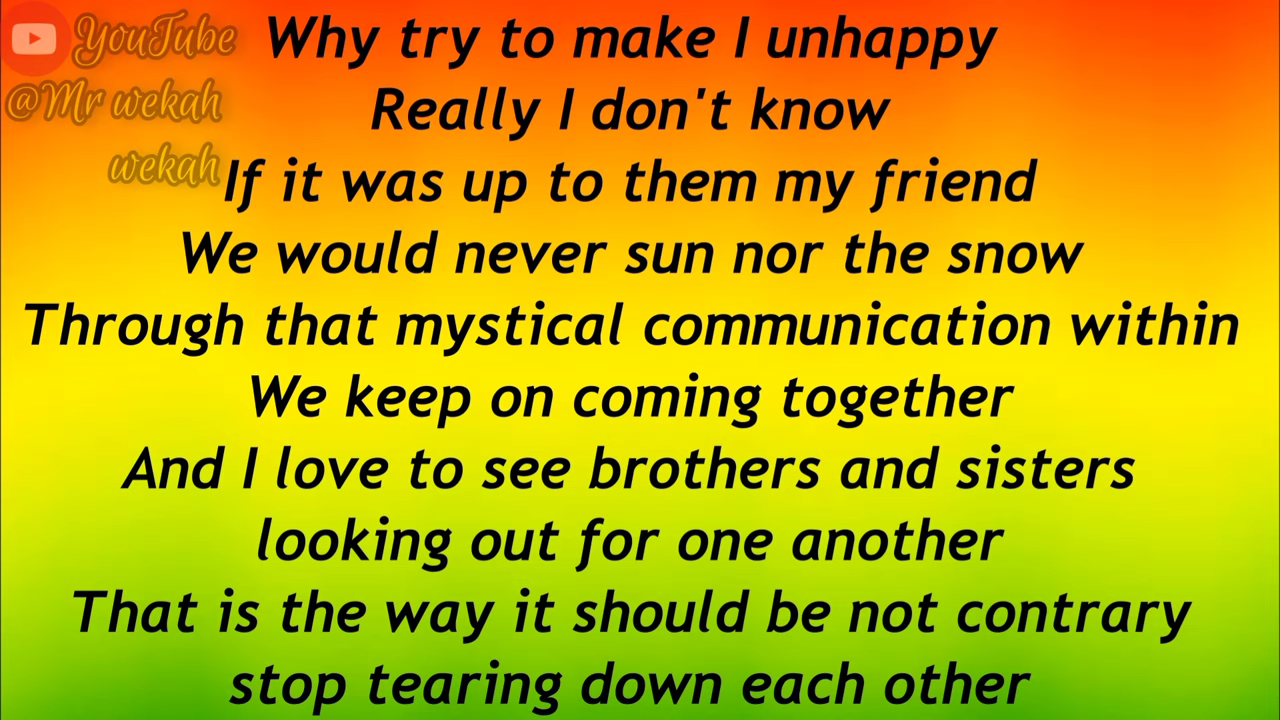 YouTube
@Mr wekah
wekah
Why try to make I unhappy
Really I don't know
If it was up to them my friend
We would never sun nor the snow
Through that mystical communication within
We keep on coming together
And I love to see brothers and sisters
looking out for one another
That is the way it should be not contrary
stop tearing down each other